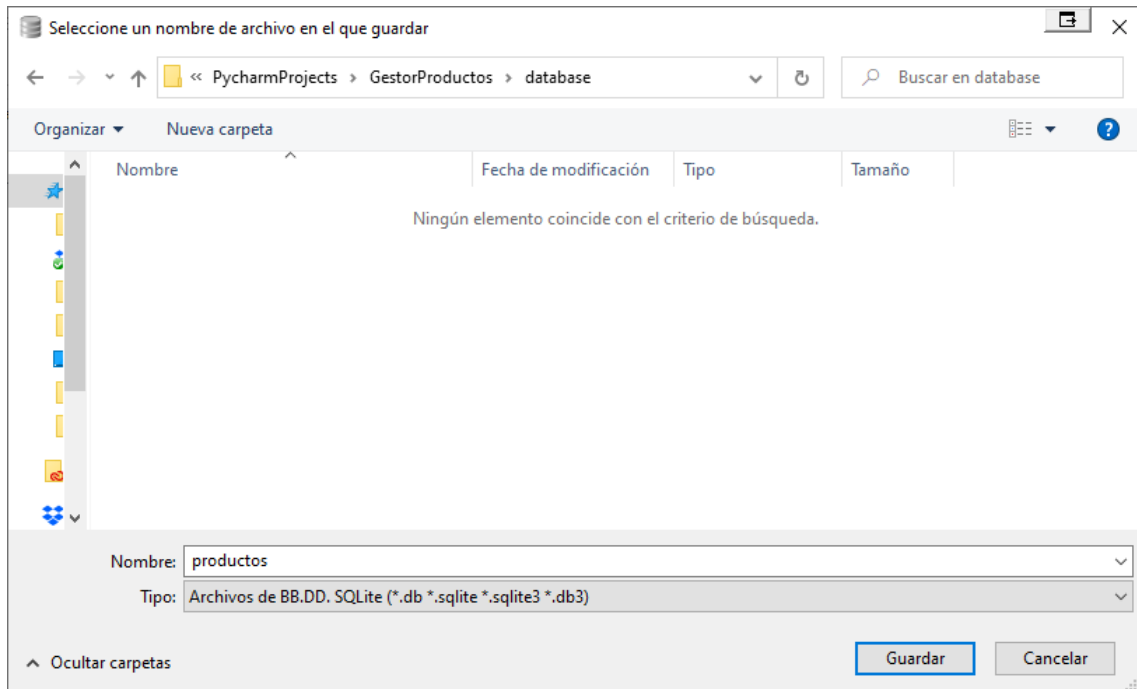 Seleccione un nombre de archivo en el que guardar
« PycharmProjects › GestorProductos › database
Buscar en database
Organizar
Nueva carpeta
?
Nombre
Fecha de modificación
Tipo
Tamaño
Ningún elemento coincide con el criterio de búsqueda.
Nombre: productos
Tipo: Archivos de BB.DD. SQLite (*.db *.sqlite *.sqlite3 *.db3)
Ocultar carpetas
Guardar
Cancelar